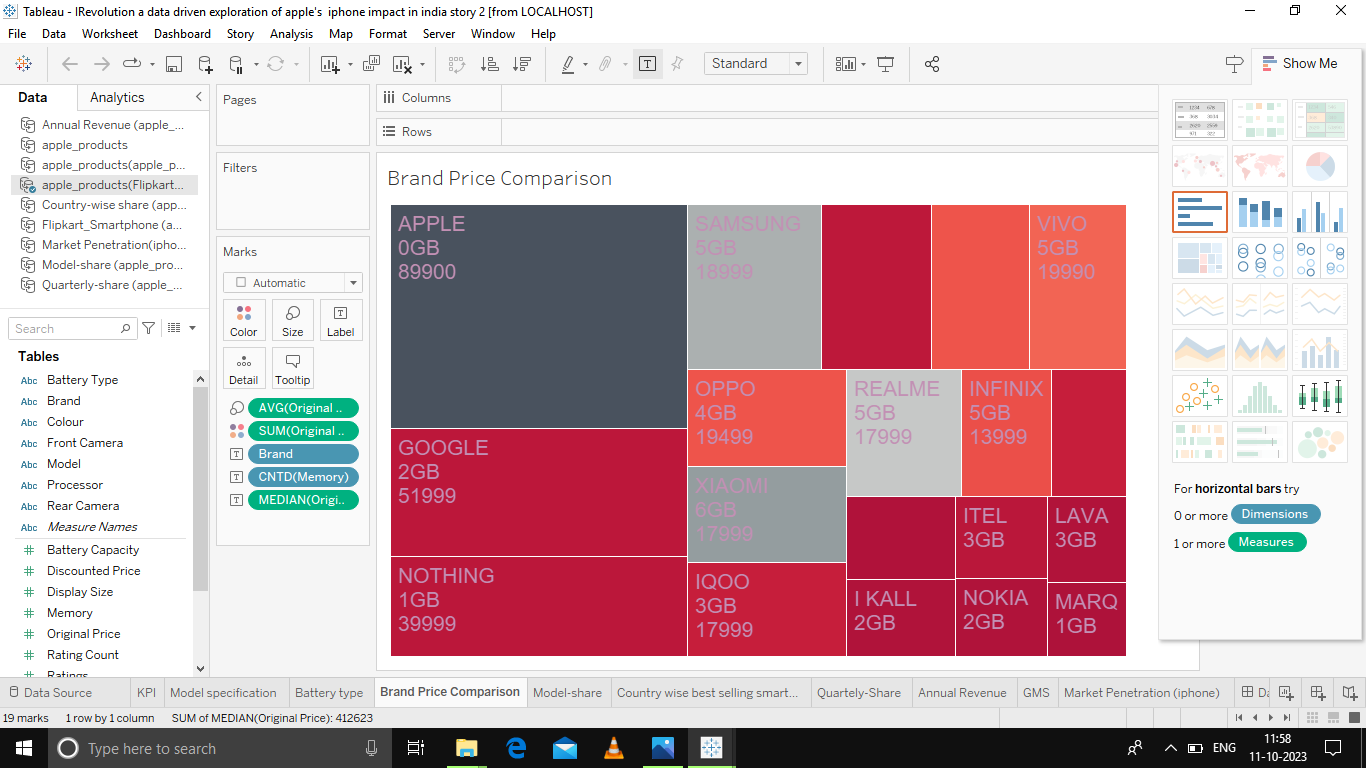 Tableau - IRevolution a data driven exploration of apple's iphone impact in india story 2 [from LOCALHOST]
File Data Worksheet Dashboard Story Analysis Map Format Server Window Help
Standard
Show Me
Data Analytics
Annual Revenue (apple_...
apple_products
apple_products(apple_p...
apple_products(Flipkart...
Country-wise share (app...
Flipkart_Smartphone (a...
Market Penetration(ipho...
Model-share (apple_pro...
Quarterly-share (apple_...
Search
Tables
Abc Battery Type
Abc Brand
Abc Colour
Abc Front Camera
Abc Model
Abc Processor
Abc Rear Camera
Abc Measure Names
# Battery Capacity
# Discounted Price
# Display Size
# Memory
# Original Price
# Rating Count
# Ratings
Pages
Filters
Marks
Automatic
Color Size Label
Detail Tooltip
AVG(Original ..
SUM(Original ..
Brand
CNTD(Memory)
MEDIAN(Origi..
Columns
Rows
Brand Price Comparison
APPLE
0GB
89900
GOOGLE
2GB
51999
NOTHING
1GB
39999
SAMSUNG
5GB
18999
VIVO
5GB
19990
OPPO
4GB
19499
XIAOMI
6GB
17999
IQOO
3GB
17999
REALME
5GB
17999
INFINIX
5GB
13999
ITEL
3GB
LAVA
3GB
I KALL
2GB
NOKIA
2GB
MARQ
1GB
For horizontal bars try
0 or more Dimensions
1 or more Measures
Data Source KPI Model specification Battery type Brand Price Comparison Model-share Country wise best selling smart... Quartely-Share Annual Revenue GMS Market Penetration (iphone) Da
19 marks 1 row by 1 column SUM of MEDIAN(Original Price): 412623
Type here to search
ENG
11:58
11-10-2023